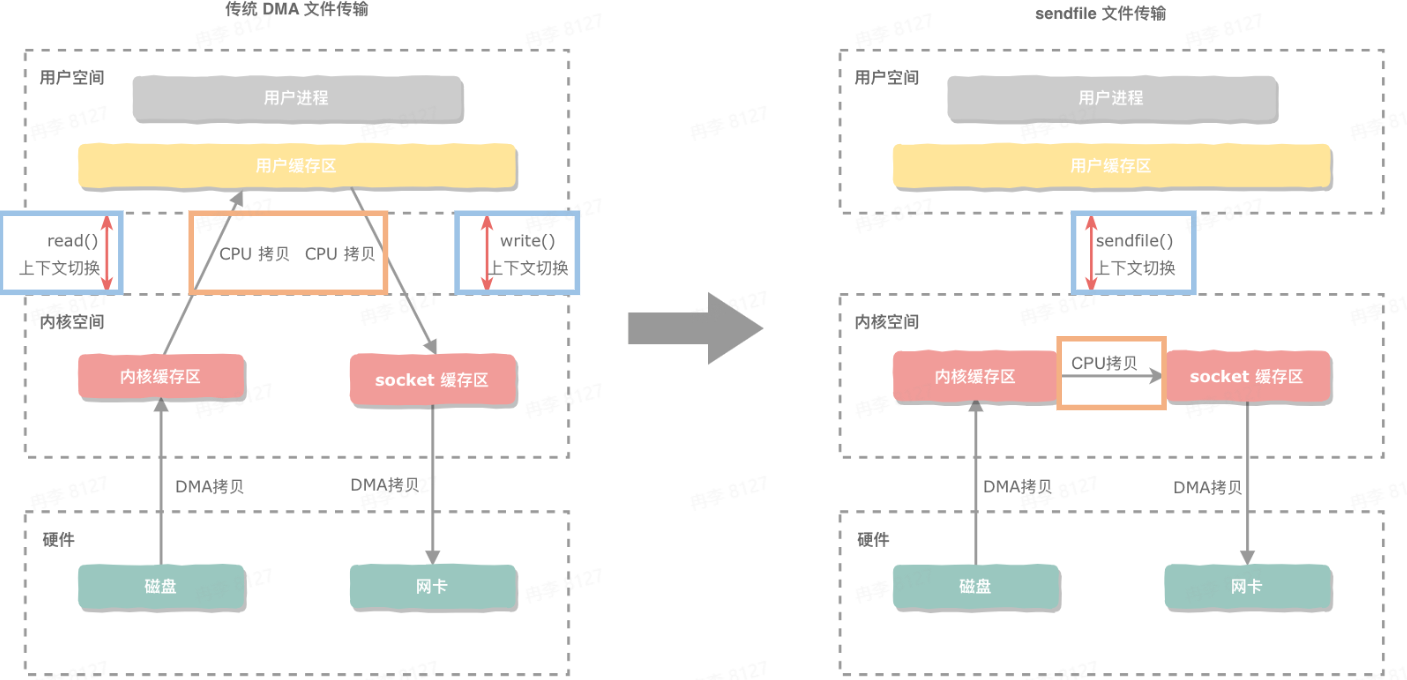 传统 DMA 文件传输
用户空间
用户进程
用户缓存区
read()
上下文切换
CPU 拷贝
CPU 拷贝
write()
上下文切换
内核空间
内核缓存区
socket 缓存区
DMA拷贝
DMA拷贝
硬件
磁盘
网卡
sendfile 文件传输
用户空间
用户进程
用户缓存区
sendfile()
上下文切换
内核空间
内核缓存区
CPU拷贝
socket 缓存区
DMA拷贝
DMA拷贝
硬件
磁盘
网卡